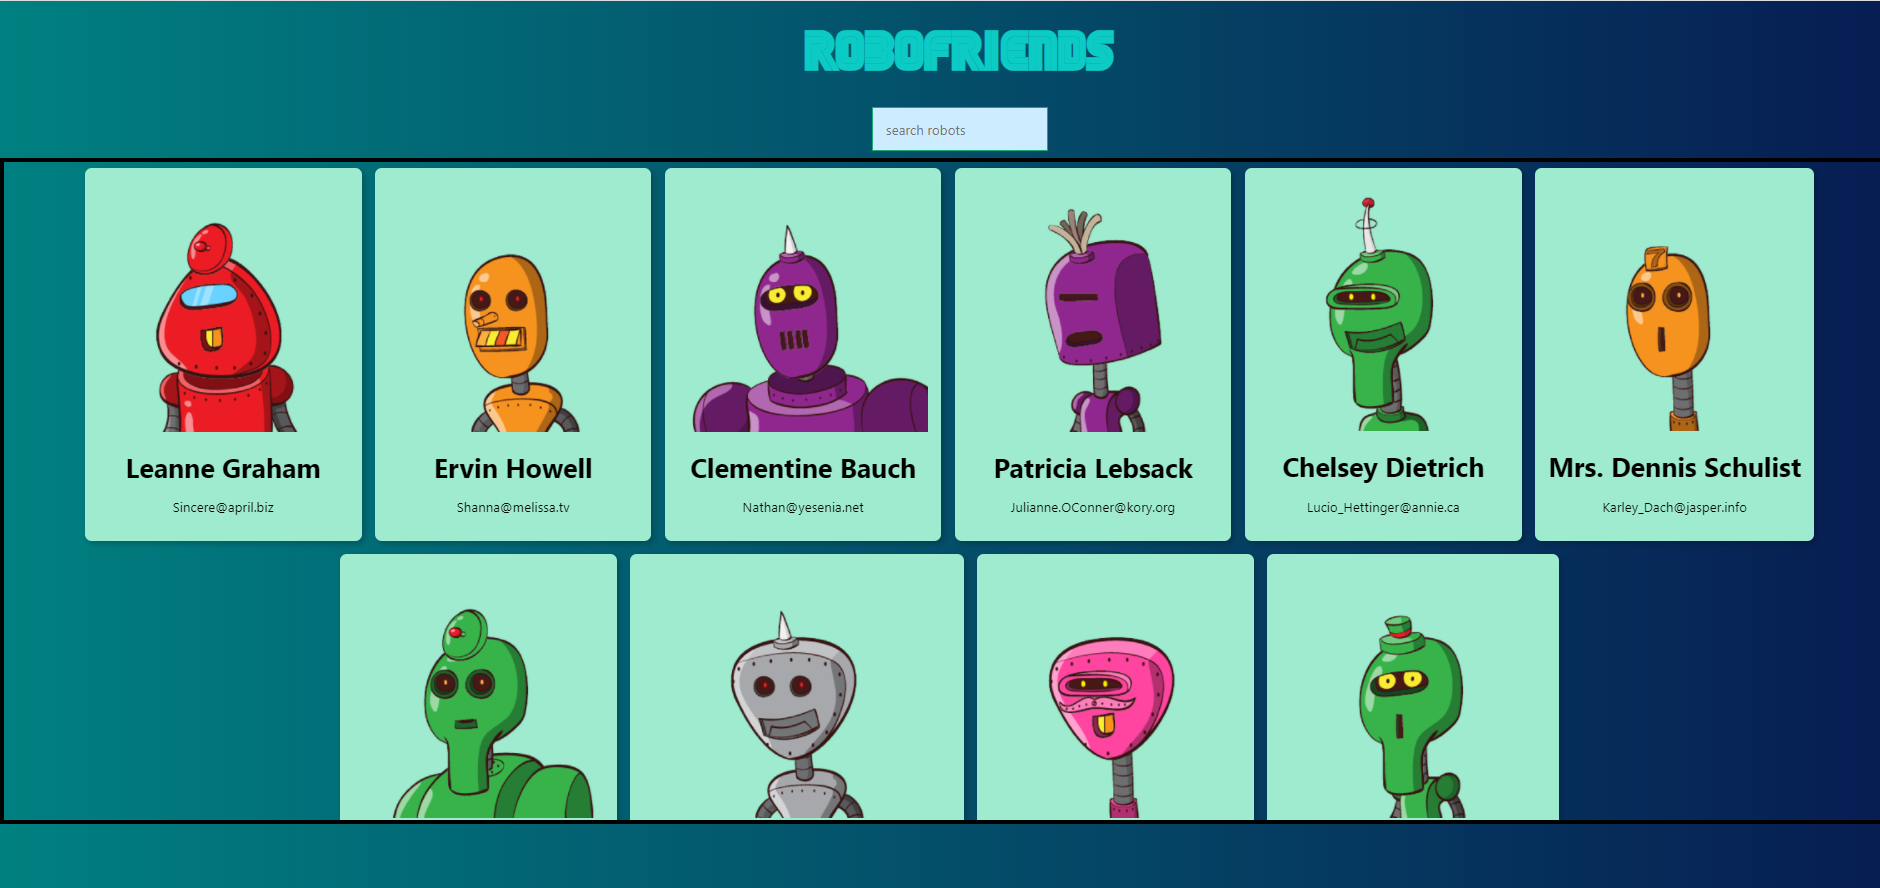 ROBOFRIENDS
search robots
7
Leanne Graham
Sincere@april.biz
Ervin Howell
Shanna@melissa.tv
Clementine Bauch
Nathan@yesenia.net
Patricia Lebsack
Julianne.OConner@kory.org
Chelsey Dietrich
Lucio_Hettinger@annie.ca
Mrs. Dennis Schulist
Karley_Dach@jasper.info